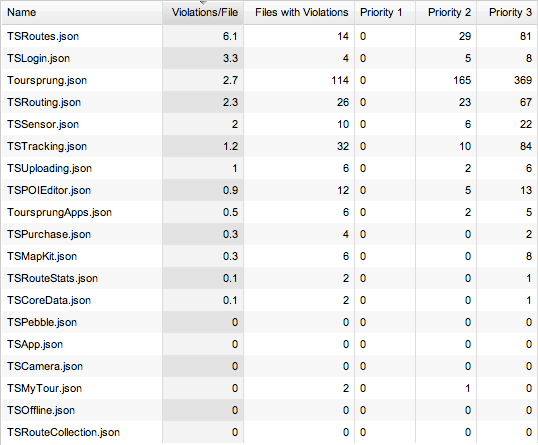 Name Violations/File Files with Violations Priority 1 Priority 2 Priority 3
TSRoutes.json 6.1 14 0 29 81
TSLogin.json 3.3 4 0 5 8
Toursprung.json 2.7 114 0 165 369
TSRouting.json 2.3 26 0 23 67
TSSensor.json 2 10 0 6 22
TSTracking.json 1.2 32 0 10 84
TSUploading.json 1 6 0 2 6
TSPOIEditor.json 0.9 12 0 5 13
ToursprungApps.json 0.5 6 0 2 5
TSPurchase.json 0.3 4 0 0 2
TSMapKit.json 0.3 6 0 0 8
TSRouteStats.json 0.1 2 0 0 1
TSCoreData.json 0.1 2 0 0 1
TSPebble.json 0 0 0 0 0
TSApp.json 0 0 0 0 0
TSCamera.json 0 0 0 0 0
TSMyTour.json 0 2 0 1 0
TSOffline.json 0 0 0 0 0
TSRouteCollection.json 0 0 0 0 0